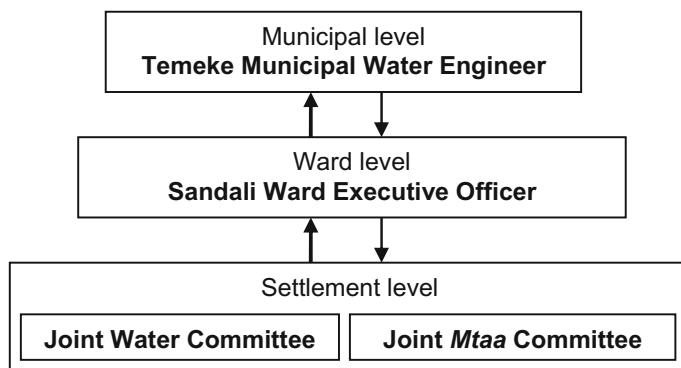 Municipal level
Temeke Municipal Water Engineer
Ward level
Sandali Ward Executive Officer
Settlement level
Joint Water Committee
Joint Mtaa Committee